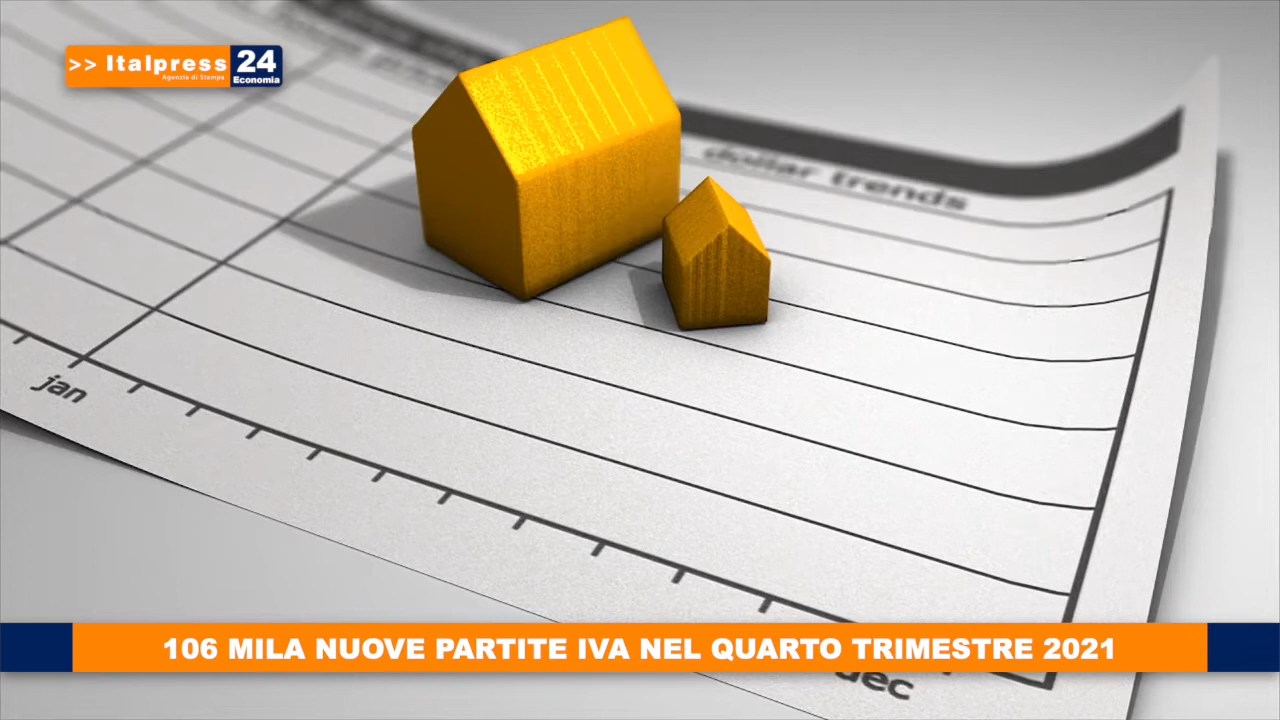 >> Italpress 24
Agenzia di Stampa Economia
dollar trends
jan
106 MILA NUOVE PARTITE IVA NEL QUARTO TRIMESTRE 2021
dec